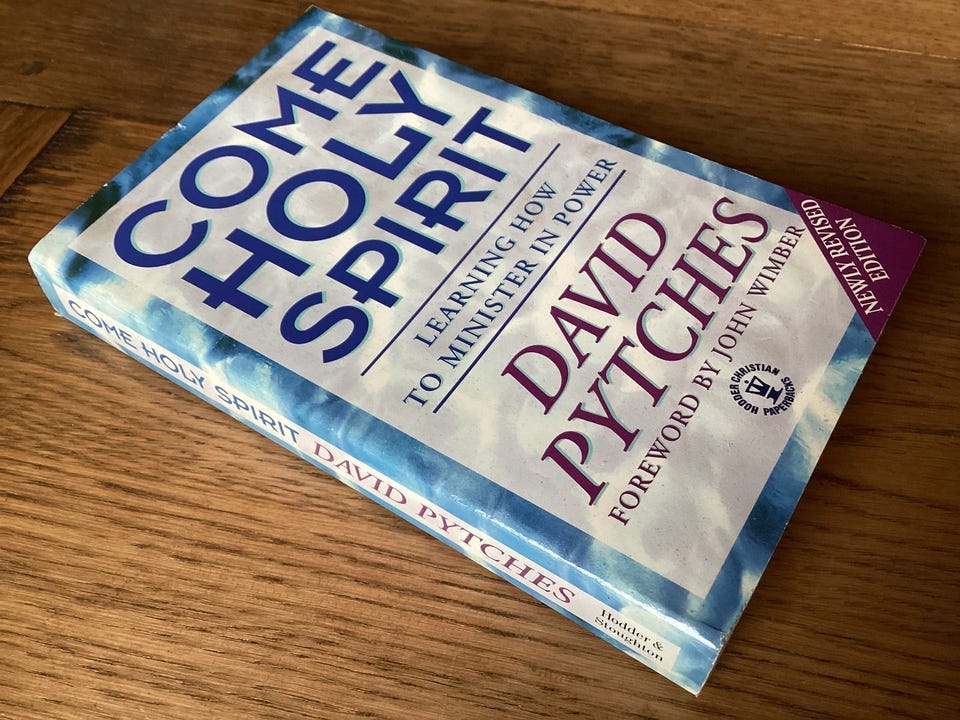 COME
HOLY
SPIRIT
LEARNING HOW
TO MINISTER IN POWER
DAVID
PYTCHES
FOREWORD BY JOHN WIMBER
NEWLY REVISED
EDITION
HODDER CHRISTIAN
PAPERBACKS
COME HOLY SPIRIT DAVID PYTCHES
Hodder &
Stoughton